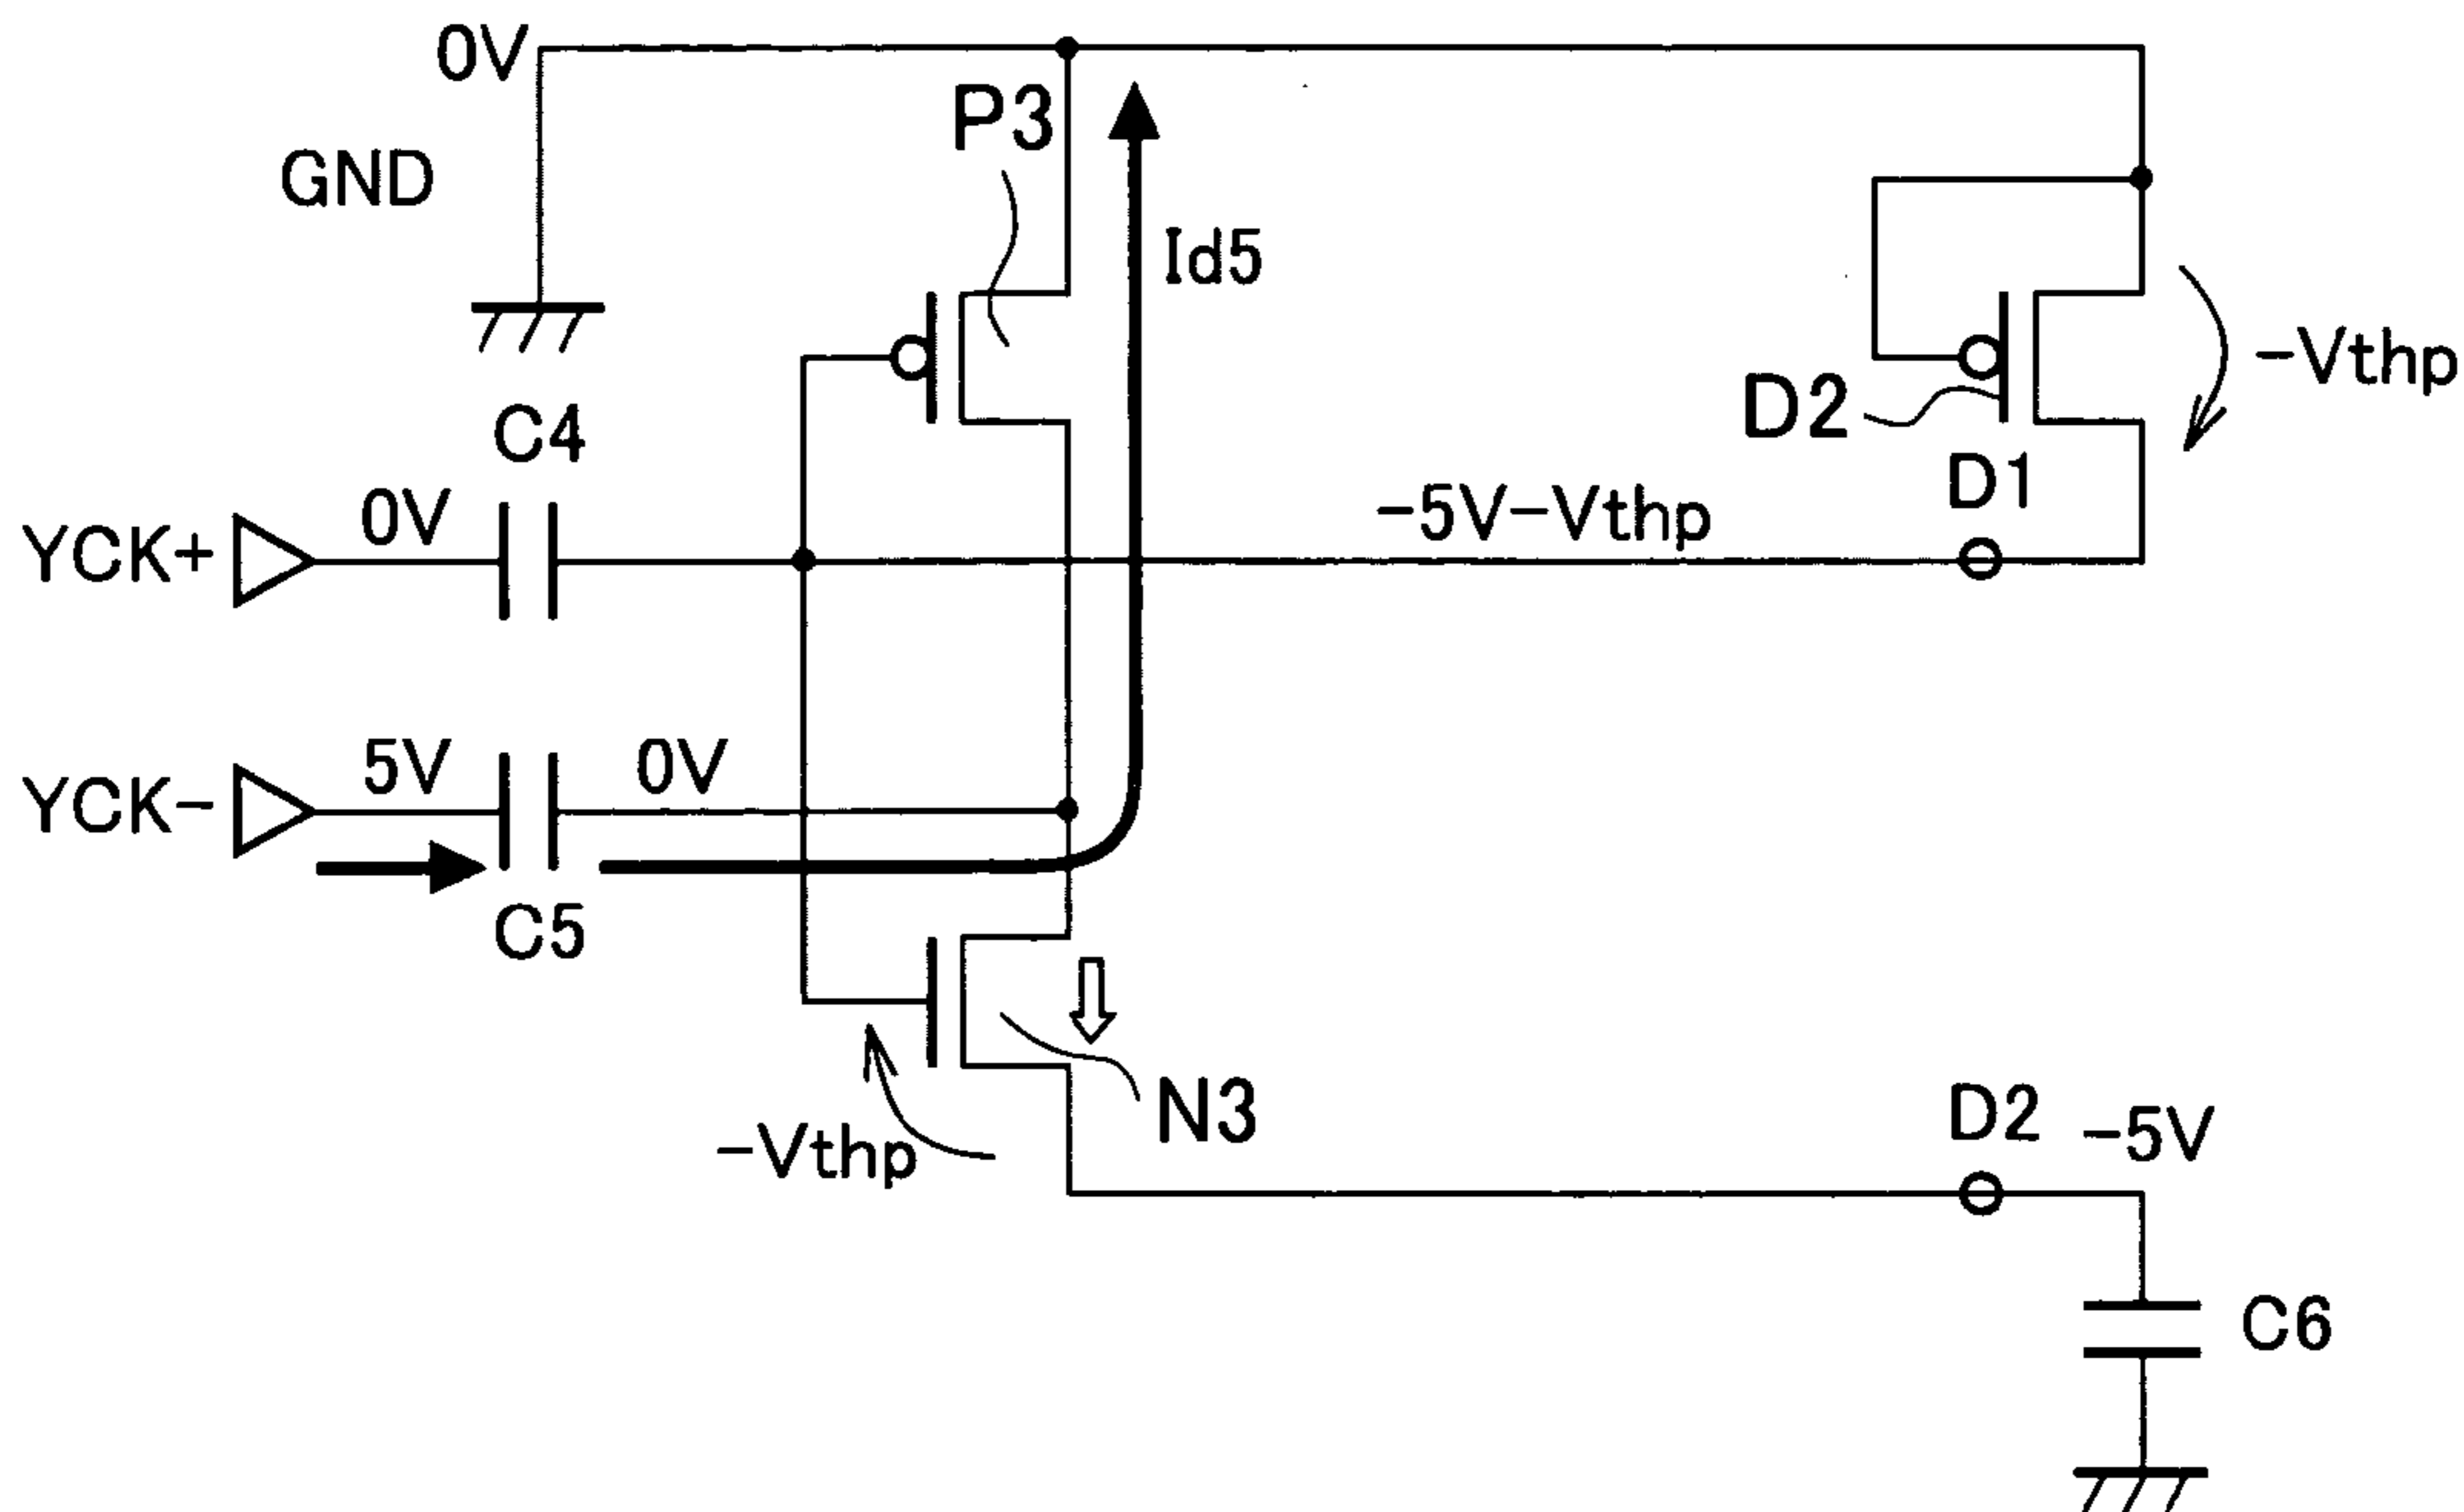 0V
P3
GND
Id5
-Vthp
D2
C4
D1
0V
-5V-Vthp
YCK+
5V
0V
YCK-
C5
N3
D2
-5V
-Vthp
C6